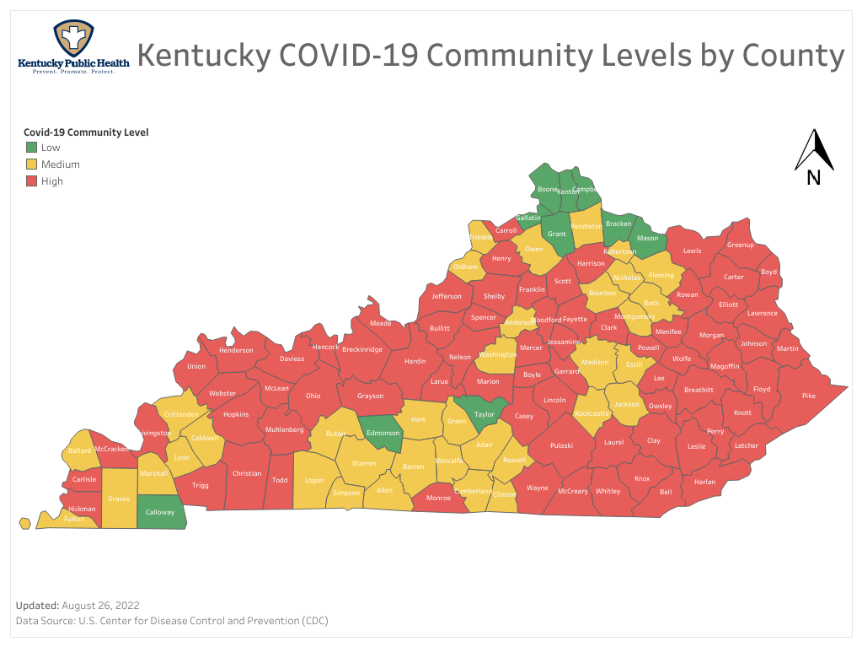 Kentucky Public Health
Prevent. Promote. Protect.
Kentucky COVID-19 Community Levels by County
Covid-19 Community Level
Low
Medium
High
N
Boone
Kenton
Campbe
Gallatin
Grant
Pendleton
Bracken
Mason
Trimble
Carroll
Owen
Robertson
Lewis
Greenup
Oldham
Henry
Harrison
Nicholas
Fleming
Carter
Boyd
Jefferson
Shelby
Franklin
Scott
Bourbon
Bath
Rowan
Elliott
Lawrence
Meade
Bullitt
Spencer
Anderson
Woodford
Fayette
Clark
Montgomery
Menifee
Morgan
Johnson
Martin
Union
Henderson
Daviess
Hancock
Breckinridge
Hardin
Nelson
Washington
Mercer
Jessamine
Madison
Estill
Powell
Wolfe
Magoffin
Webster
McLean
Ohio
Grayson
Larue
Marion
Boyle
Garrard
Lee
Breathitt
Floyd
Pike
Crittenden
Hopkins
Muhlenberg
Butler
Edmonson
Hart
Green
Taylor
Casey
Lincoln
Rockcastle
Jackson
Owsley
Perry
Knott
Livingston
Caldwell
Lyon
Ballard
McCracken
Marshall
Warren
Barren
Metcalfe
Adair
Russell
Pulaski
Laurel
Clay
Leslie
Letcher
Carlisle
Graves
Trigg
Christian
Todd
Logan
Simpson
Allen
Monroe
Cumberland
Clinton
Wayne
McCreary
Whitley
Knox
Bell
Harlan
Hickman
Fulton
Calloway
Updated: August 26, 2022
Data Source: U.S. Center for Disease Control and Prevention (CDC)